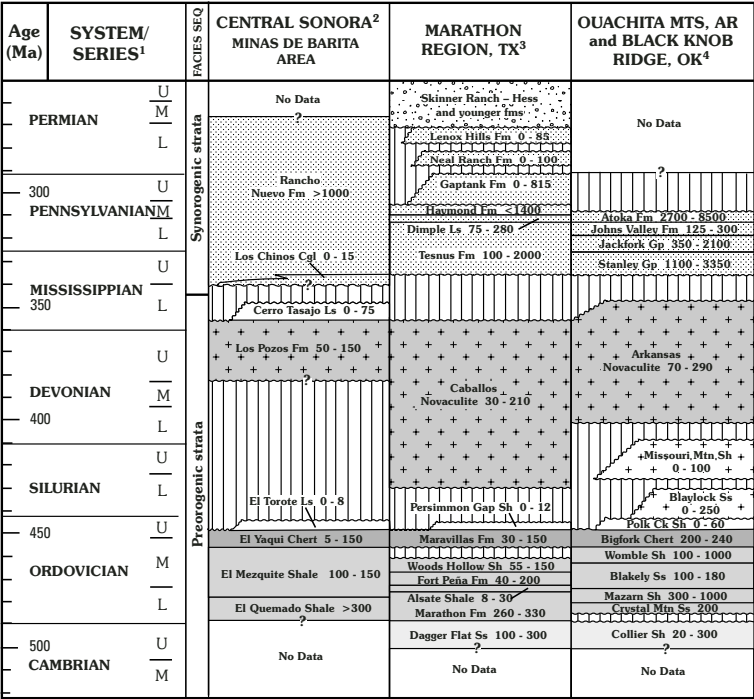 Age
(Ma)
SYSTEM/
SERIES1
FACIES SEQ
CENTRAL SONORA2
MINAS DE BARITA
AREA
MARATHON
REGION, TX3
OUACHITA MTS, AR
and BLACK KNOB
RIDGE, OK4
PERMIAN
U
M
L
300
PENNSYLVANIAN
U
M
L
MISSISSIPPIAN
350
U
L
DEVONIAN
400
U
M
L
SILURIAN
U
L
450
ORDOVICIAN
U
M
L
500
CAMBRIAN
U
M
Synorogenic strata
Preorogenic strata
No Data
?
Rancho
Nuevo Fm >1000
Los Chinos Cgl 0 - 15
?
Cerro Tasajo Ls 0 - 75
Los Pozos Fm 50 - 150
?
El Torote Ls 0 - 8
El Yaqui Chert 5 - 150
El Mezquite Shale 100 - 150
El Quemado Shale >300
?
No Data
Skinner Ranch – Hess
and younger fms
Lenox Hills Fm 0 - 85
Neal Ranch Fm 0 - 100
Gaptank Fm 0 - 815
Haymond Fm <1400
Dimple Ls 75 - 280
Tesnus Fm 100 - 2000
Caballos
Novaculite 30 - 210
Persimmon Gap Sh 0 - 12
Maravillas Fm 30 - 150
Woods Hollow Sh 55 - 150
Fort Peña Fm 40 - 200
Alsate Shale 8 - 30
Marathon Fm 260 - 330
Dagger Flat Ss 100 - 300
?
No Data
No Data
?
Atoka Fm 2700 - 8500
Johns Valley Fm 125 - 300
Jackfork Gp 350 - 2100
Stanley Gp 1100 - 3350
Arkansas
Novaculite 70 - 290
Missouri Mtn Sh
0 - 100
Blaylock Ss
0 - 250
Polk Ck Sh 0 - 60
Bigfork Chert 200 - 240
Womble Sh 100 - 1000
Blakely Ss 100 - 180
Mazarn Sh 300 - 1000
Crystal Mtn Ss 200
Collier Sh 20 - 300
?
No Data